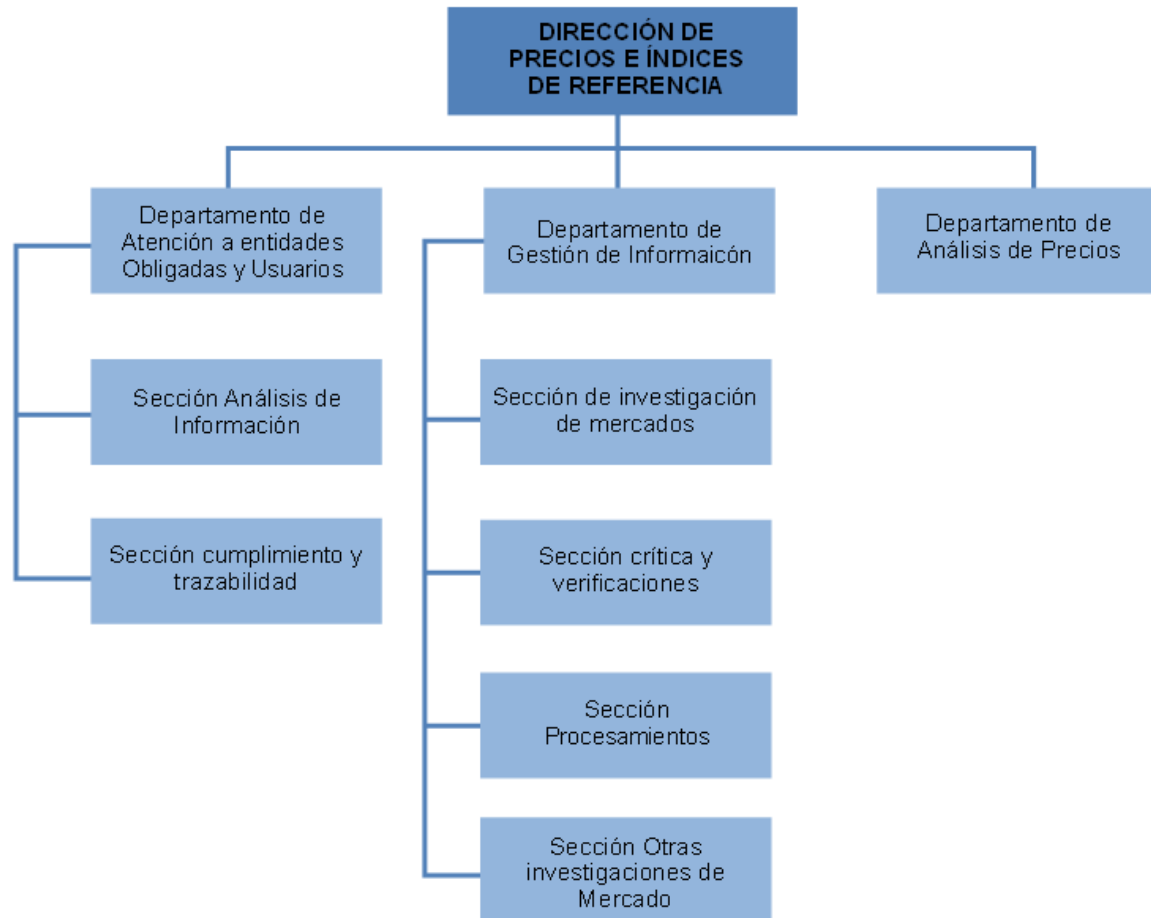 DIRECCIÓN DE
PRECIOS E ÍNDICES
DE REFERENCIA
Departamento de
Atención a entidades
Obligadas y Usuarios
Departamento de
Gestión de Informaicón
Departamento de
Análisis de Precios
Sección Análisis de
Información
Sección de investigación
de mercados
Sección cumplimiento y
trazabilidad
Sección crítica y
verificaciones
Sección
Procesamientos
Sección Otras
investigaciones de
Mercado